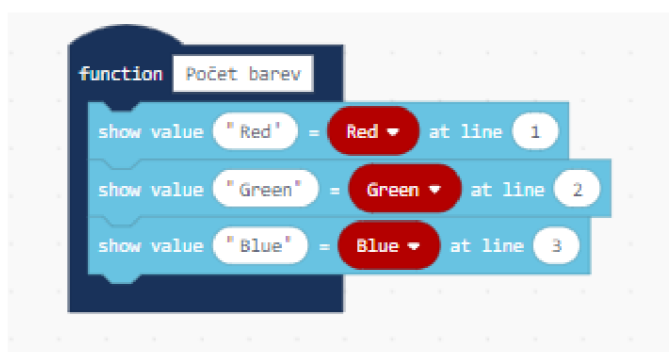 function Počet barev
show value "Red" = Red at line 1
show value "Green" = Green at line 2
show value "Blue" = Blue at line 3